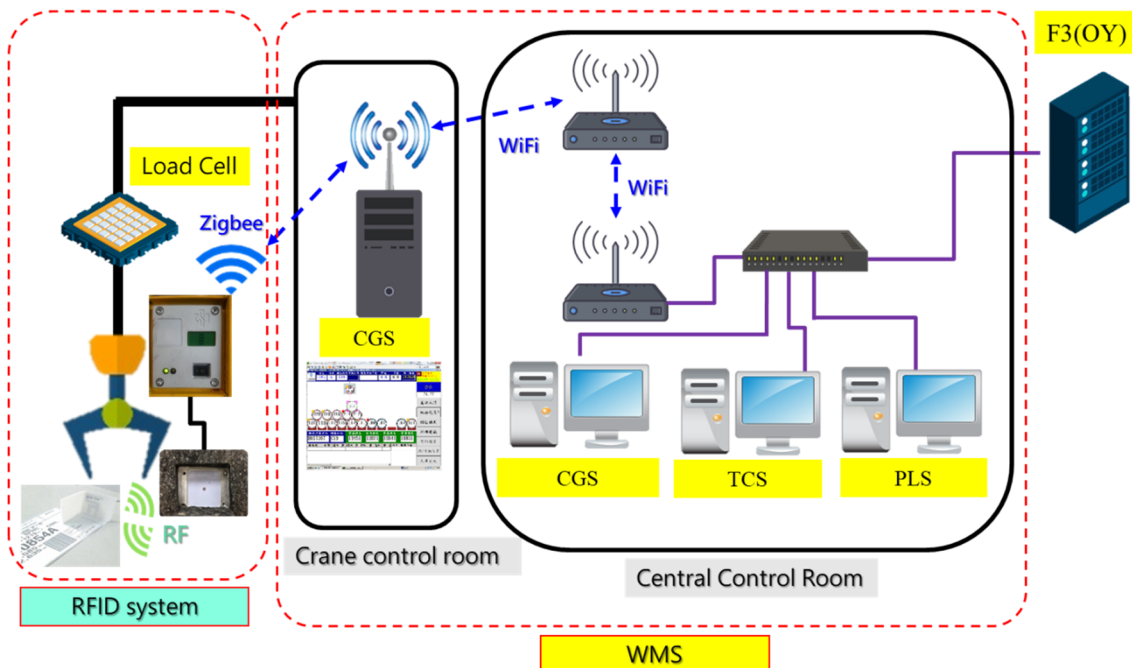 F3(OY)
Load Cell
WiFi
WiFi
Zigbee
CGS
CGS
TCS
PLS
0854A
RF
Crane control room
Central Control Room
RFID system
WMS